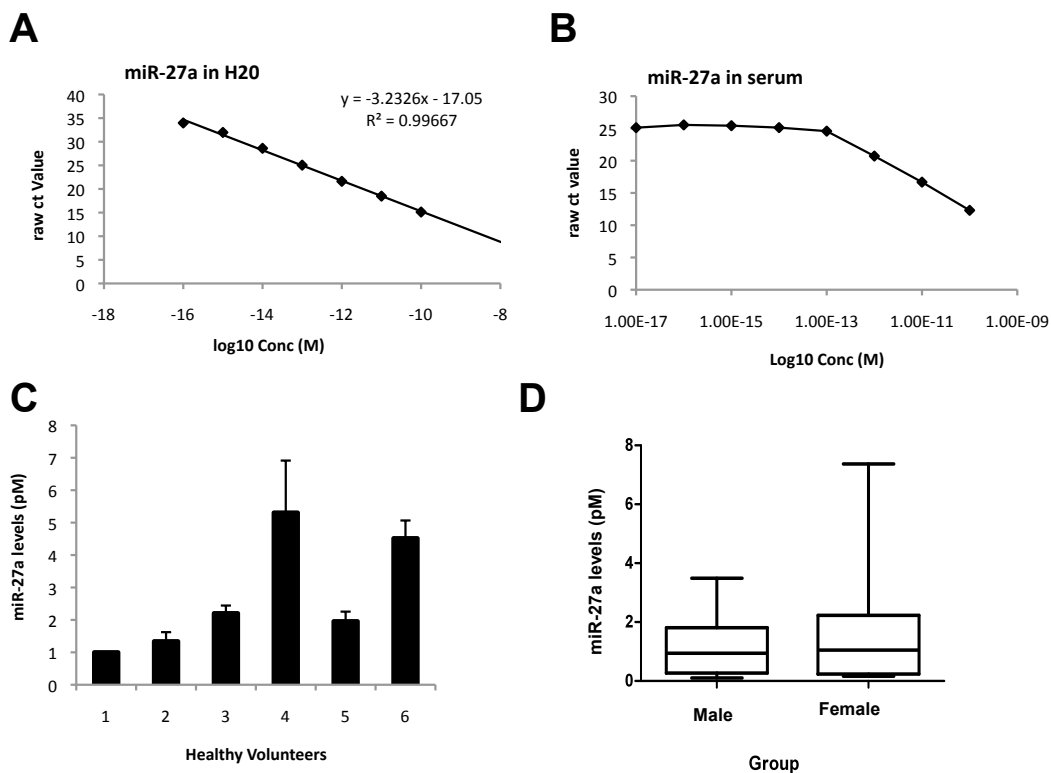 A
miR-27a in H20
y = -3.2326x - 17.05
R² = 0.99667
raw ct Value
40
35
30
25
20
15
10
5
0
-18 -16 -14 -12 -10 -8
log10 Conc (M)
B
miR-27a in serum
raw ct value
30
25
20
15
10
5
0
1.00E-17 1.00E-15 1.00E-13 1.00E-11 1.00E-09
Log10 Conc (M)
C
miR-27a levels (pM)
8
7
6
5
4
3
2
1
0
1 2 3 4 5 6
Healthy Volunteers
D
miR-27a levels (pM)
8
6
4
2
0
Male Female
Group